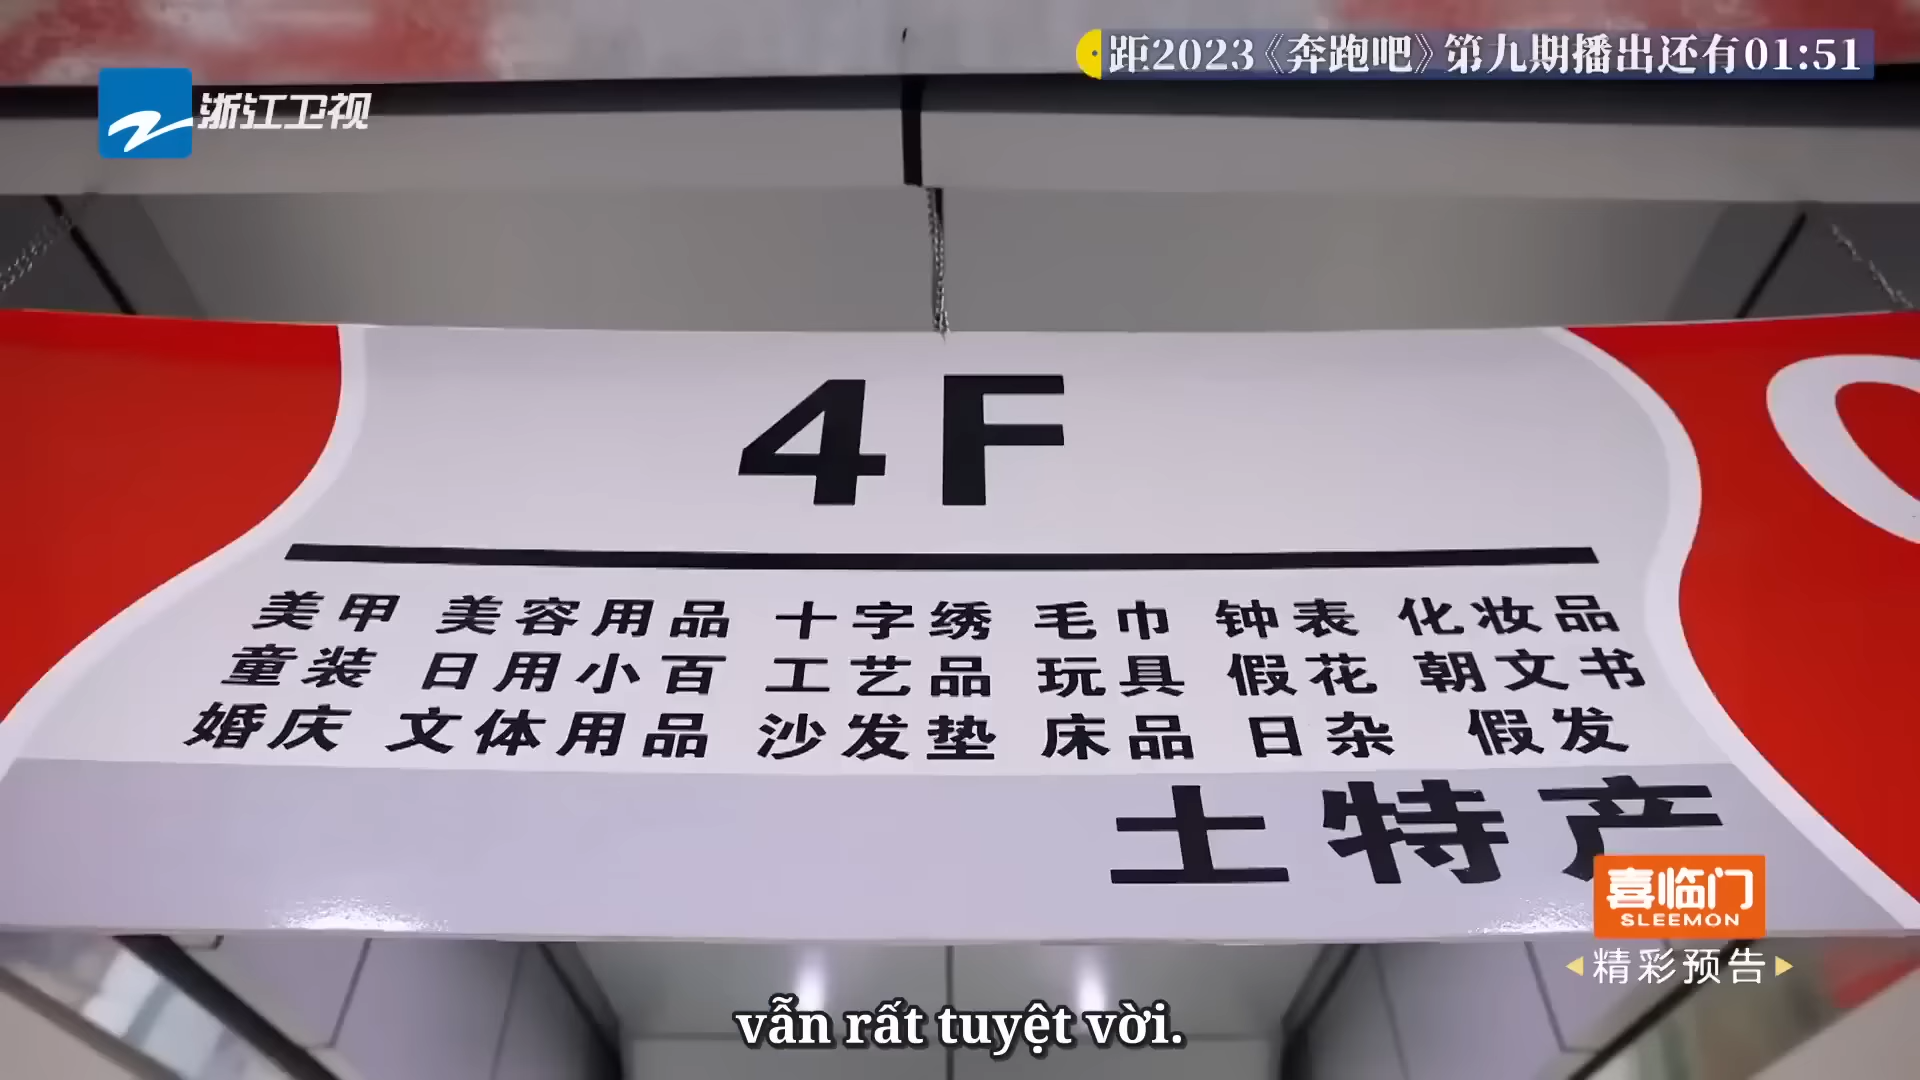 距2023《奔跑吧》第九期播出还有01:51
浙江卫视
4F
美甲 美容用品 十字绣 毛巾 钟表 化妆品
童装 日用小百 工艺品 玩具 假花 朝文书
婚庆 文体用品 沙发垫 床品 日杂 假发
土特产
喜临门
SLEEMON
精彩预告
vẫn rất tuyệt vời.